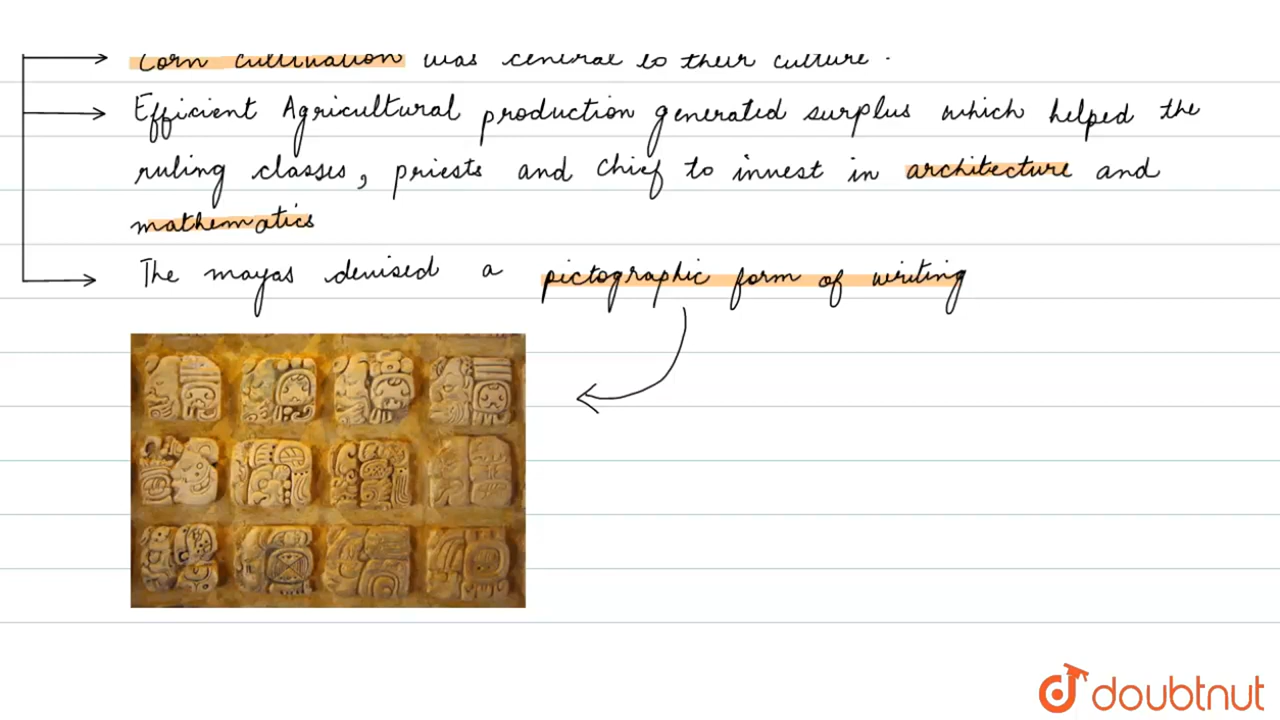 Corn cultivation was central to their culture.
Efficient Agricultural production generated surplus which helped the
ruling classes, priests and chief to invest in architecture and
mathematics
The mayas devised a pictographic form of writing
doubtnut